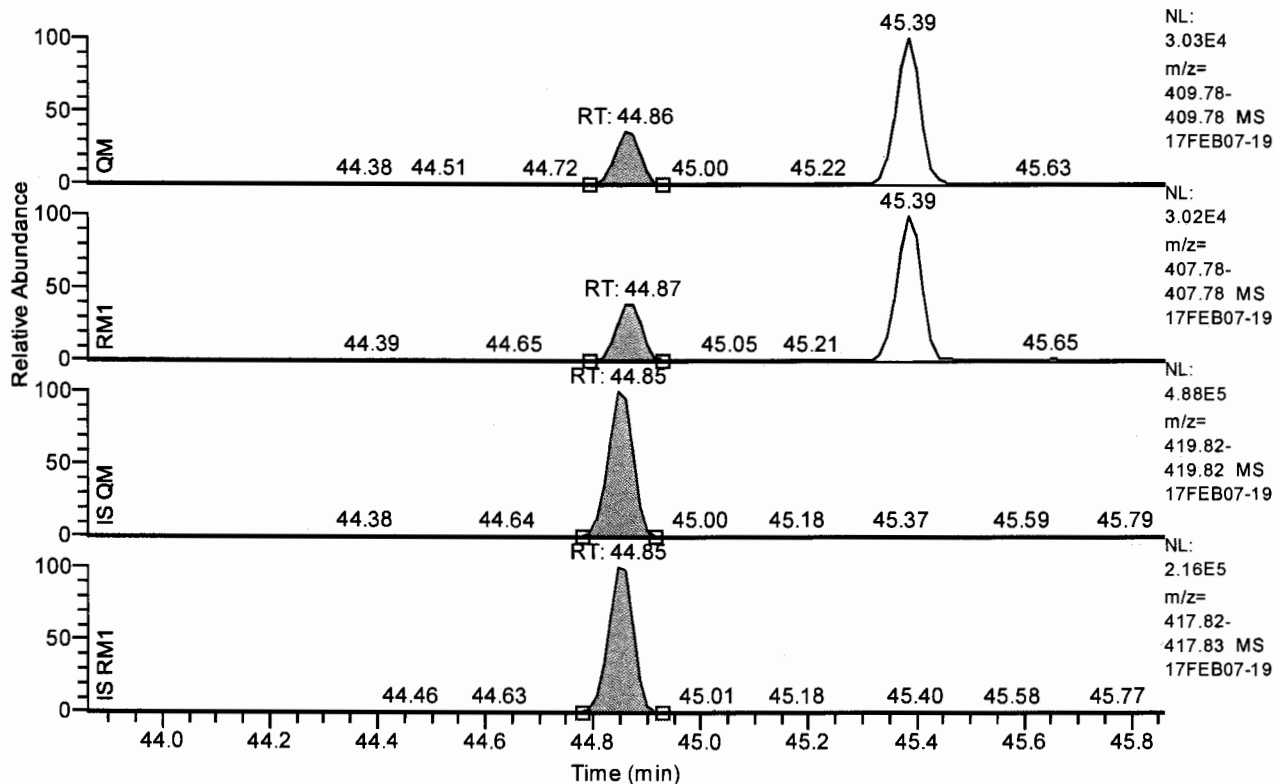 Relative Abundance
45.39
100
50
0
QM
RT: 44.86
44.38 44.51 44.72 45.00 45.22 45.63
NL:
3.03E4
m/z=
409.78-
409.78 MS
17FEB07-19
45.39
100
50
0
RM1
RT: 44.87
44.39 44.65 45.05 45.21 45.65
NL:
3.02E4
m/z=
407.78-
407.78 MS
17FEB07-19
RT: 44.85
100
50
0
IS QM
44.38 44.64 45.00 45.18 45.37 45.59 45.79
NL:
4.88E5
m/z=
419.82-
419.82 MS
17FEB07-19
RT: 44.85
100
50
0
IS RM1
44.46 44.63 45.01 45.18 45.40 45.58 45.77
NL:
2.16E5
m/z=
417.82-
417.83 MS
17FEB07-19
44.0 44.2 44.4 44.6 44.8 45.0 45.2 45.4 45.6 45.8
Time (min)